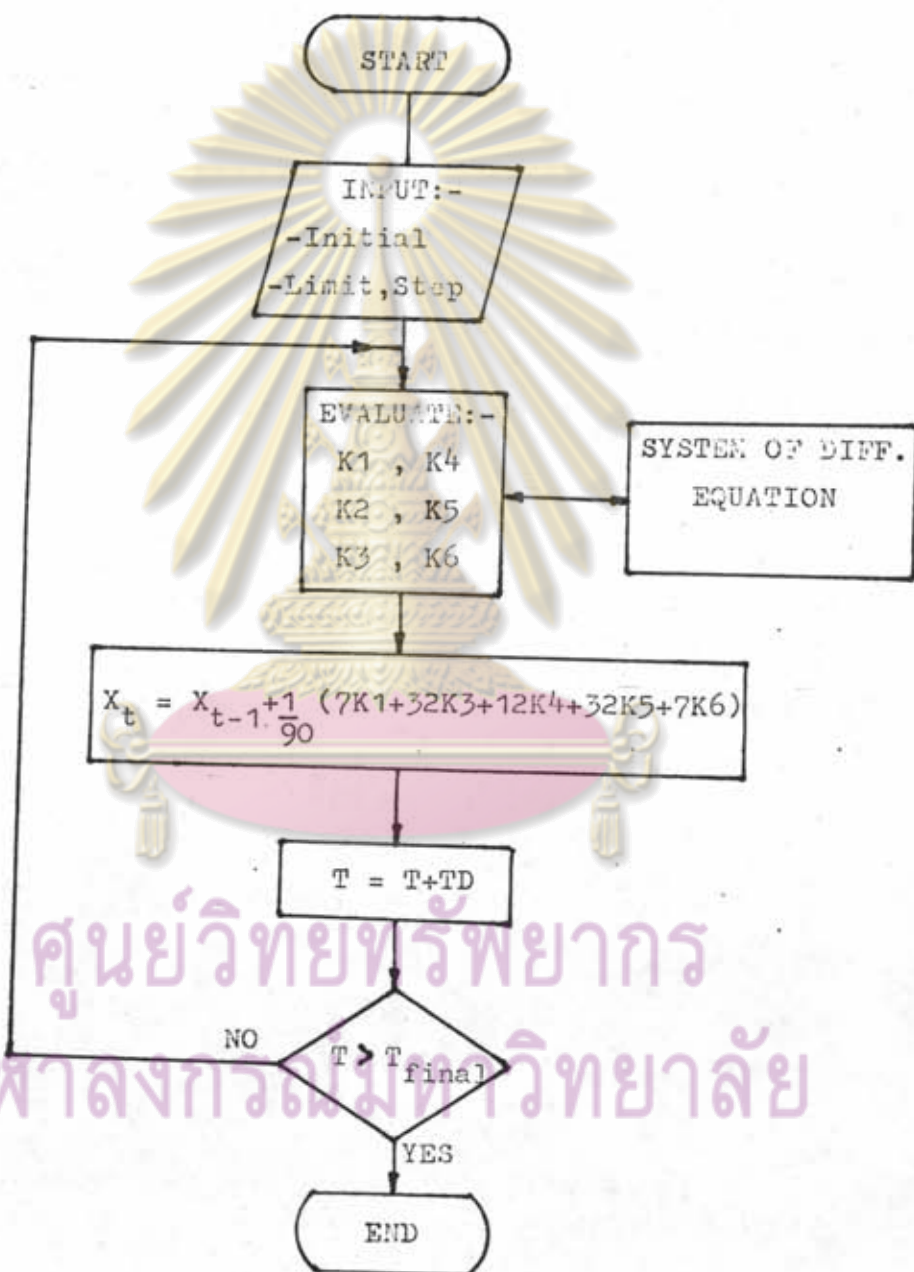 START
INPUT:-
-Initial
-Limit,Step
EVALUATE:-
K1 , K4
K2 , K5
K3 , K6
SYSTEM OF DIFF.
EQUATION
X_t = X_{t-1}+\frac{1}{90}(7K1+32K3+12K4+32K5+7K6)
T = T+TD
ศูนย์วิทยทรัพยากร
NO
T > T_final
ฬาลงกรณ์มหาวิทยาลัย
YES
END